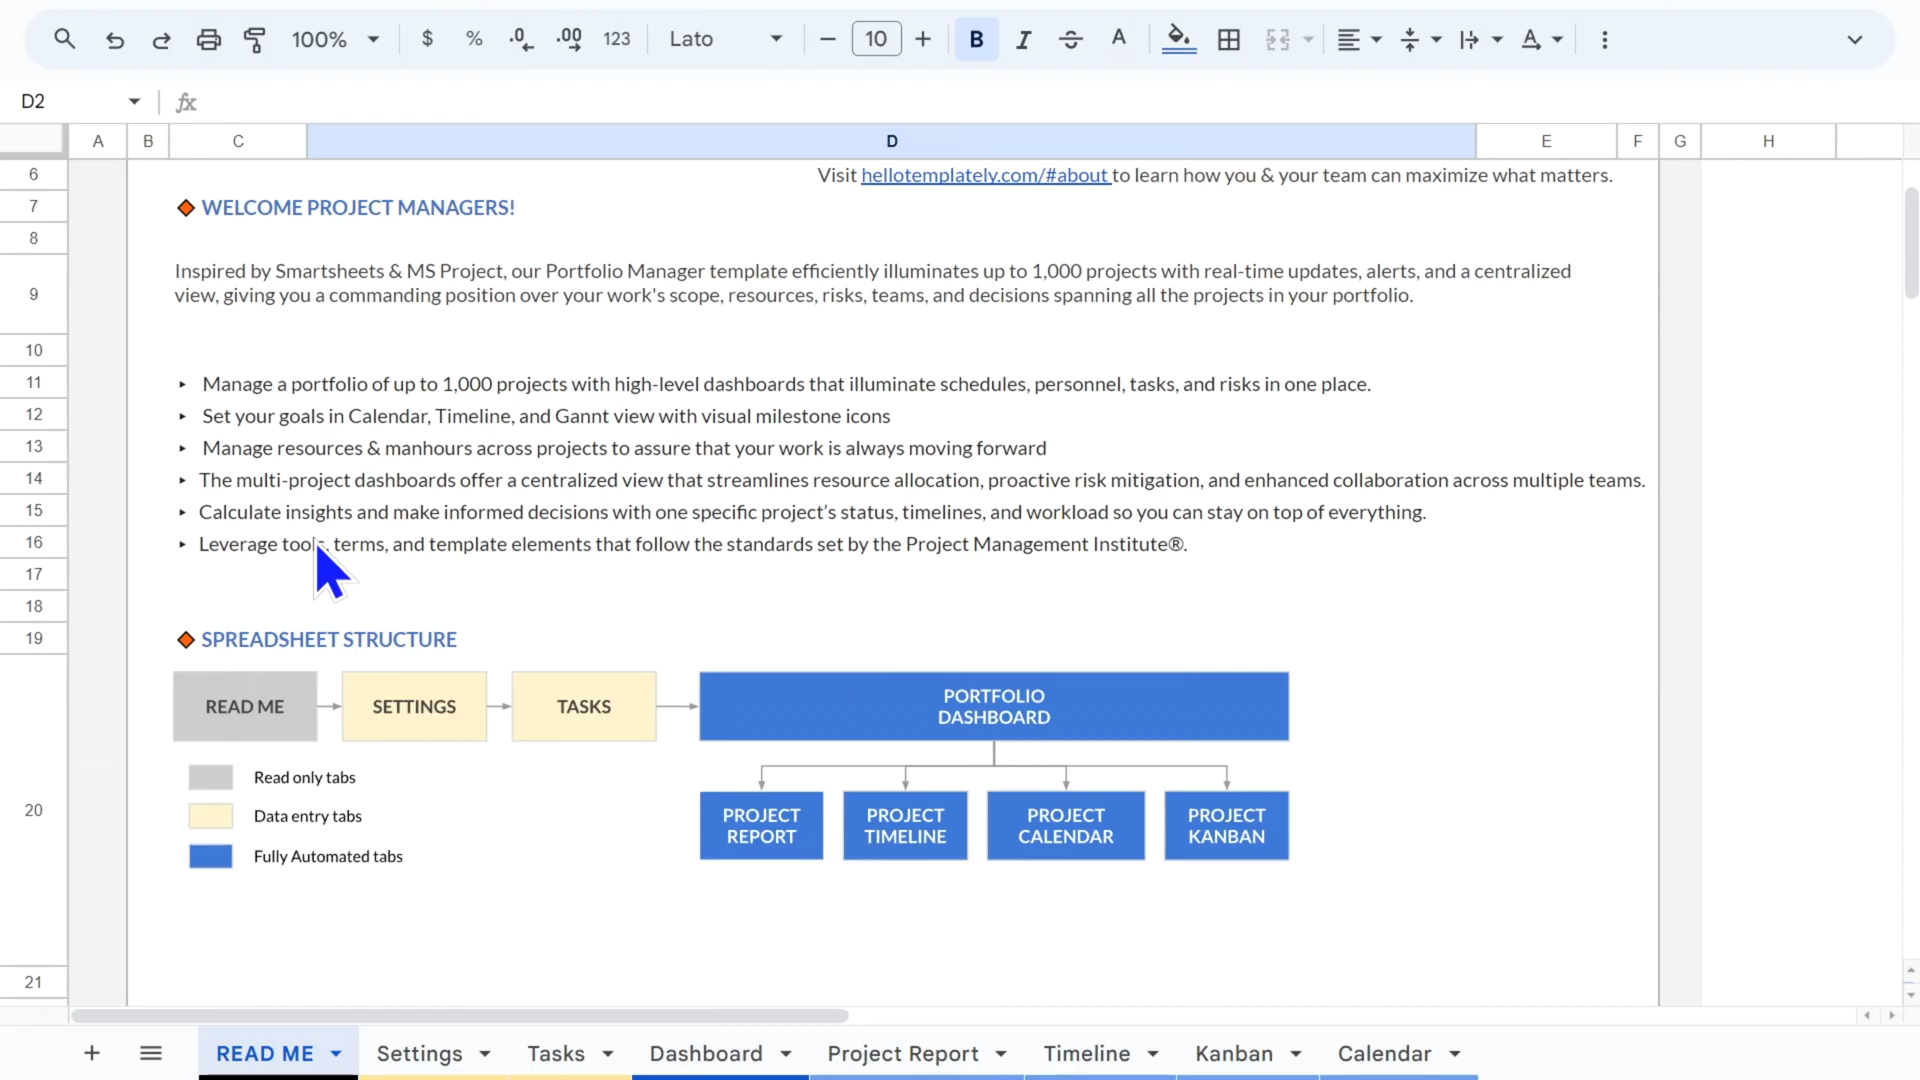 100%
$ % .0 .00 123
Lato
10
B I S A
D2
fx
A B C D E F G H
6 Visit hellotemplately.com/#about to learn how you & your team can maximize what matters.
7 WELCOME PROJECT MANAGERS!
8
9 Inspired by Smartsheets & MS Project, our Portfolio Manager template efficiently illuminates up to 1,000 projects with real-time updates, alerts, and a centralized
view, giving you a commanding position over your work's scope, resources, risks, teams, and decisions spanning all the projects in your portfolio.
10
11 ‣ Manage a portfolio of up to 1,000 projects with high-level dashboards that illuminate schedules, personnel, tasks, and risks in one place.
12 ‣ Set your goals in Calendar, Timeline, and Gannt view with visual milestone icons
13 ‣ Manage resources & manhours across projects to assure that your work is always moving forward
14 ‣ The multi-project dashboards offer a centralized view that streamlines resource allocation, proactive risk mitigation, and enhanced collaboration across multiple teams.
15 ‣ Calculate insights and make informed decisions with one specific project’s status, timelines, and workload so you can stay on top of everything.
16 ‣ Leverage tools, terms, and template elements that follow the standards set by the Project Management Institute®.
17
18
19 SPREADSHEET STRUCTURE
READ ME
SETTINGS
TASKS
PORTFOLIO
DASHBOARD
Read only tabs
Data entry tabs
Fully Automated tabs
20
PROJECT
REPORT
PROJECT
TIMELINE
PROJECT
CALENDAR
PROJECT
KANBAN
21
READ ME Settings Tasks Dashboard Project Report Timeline Kanban Calendar